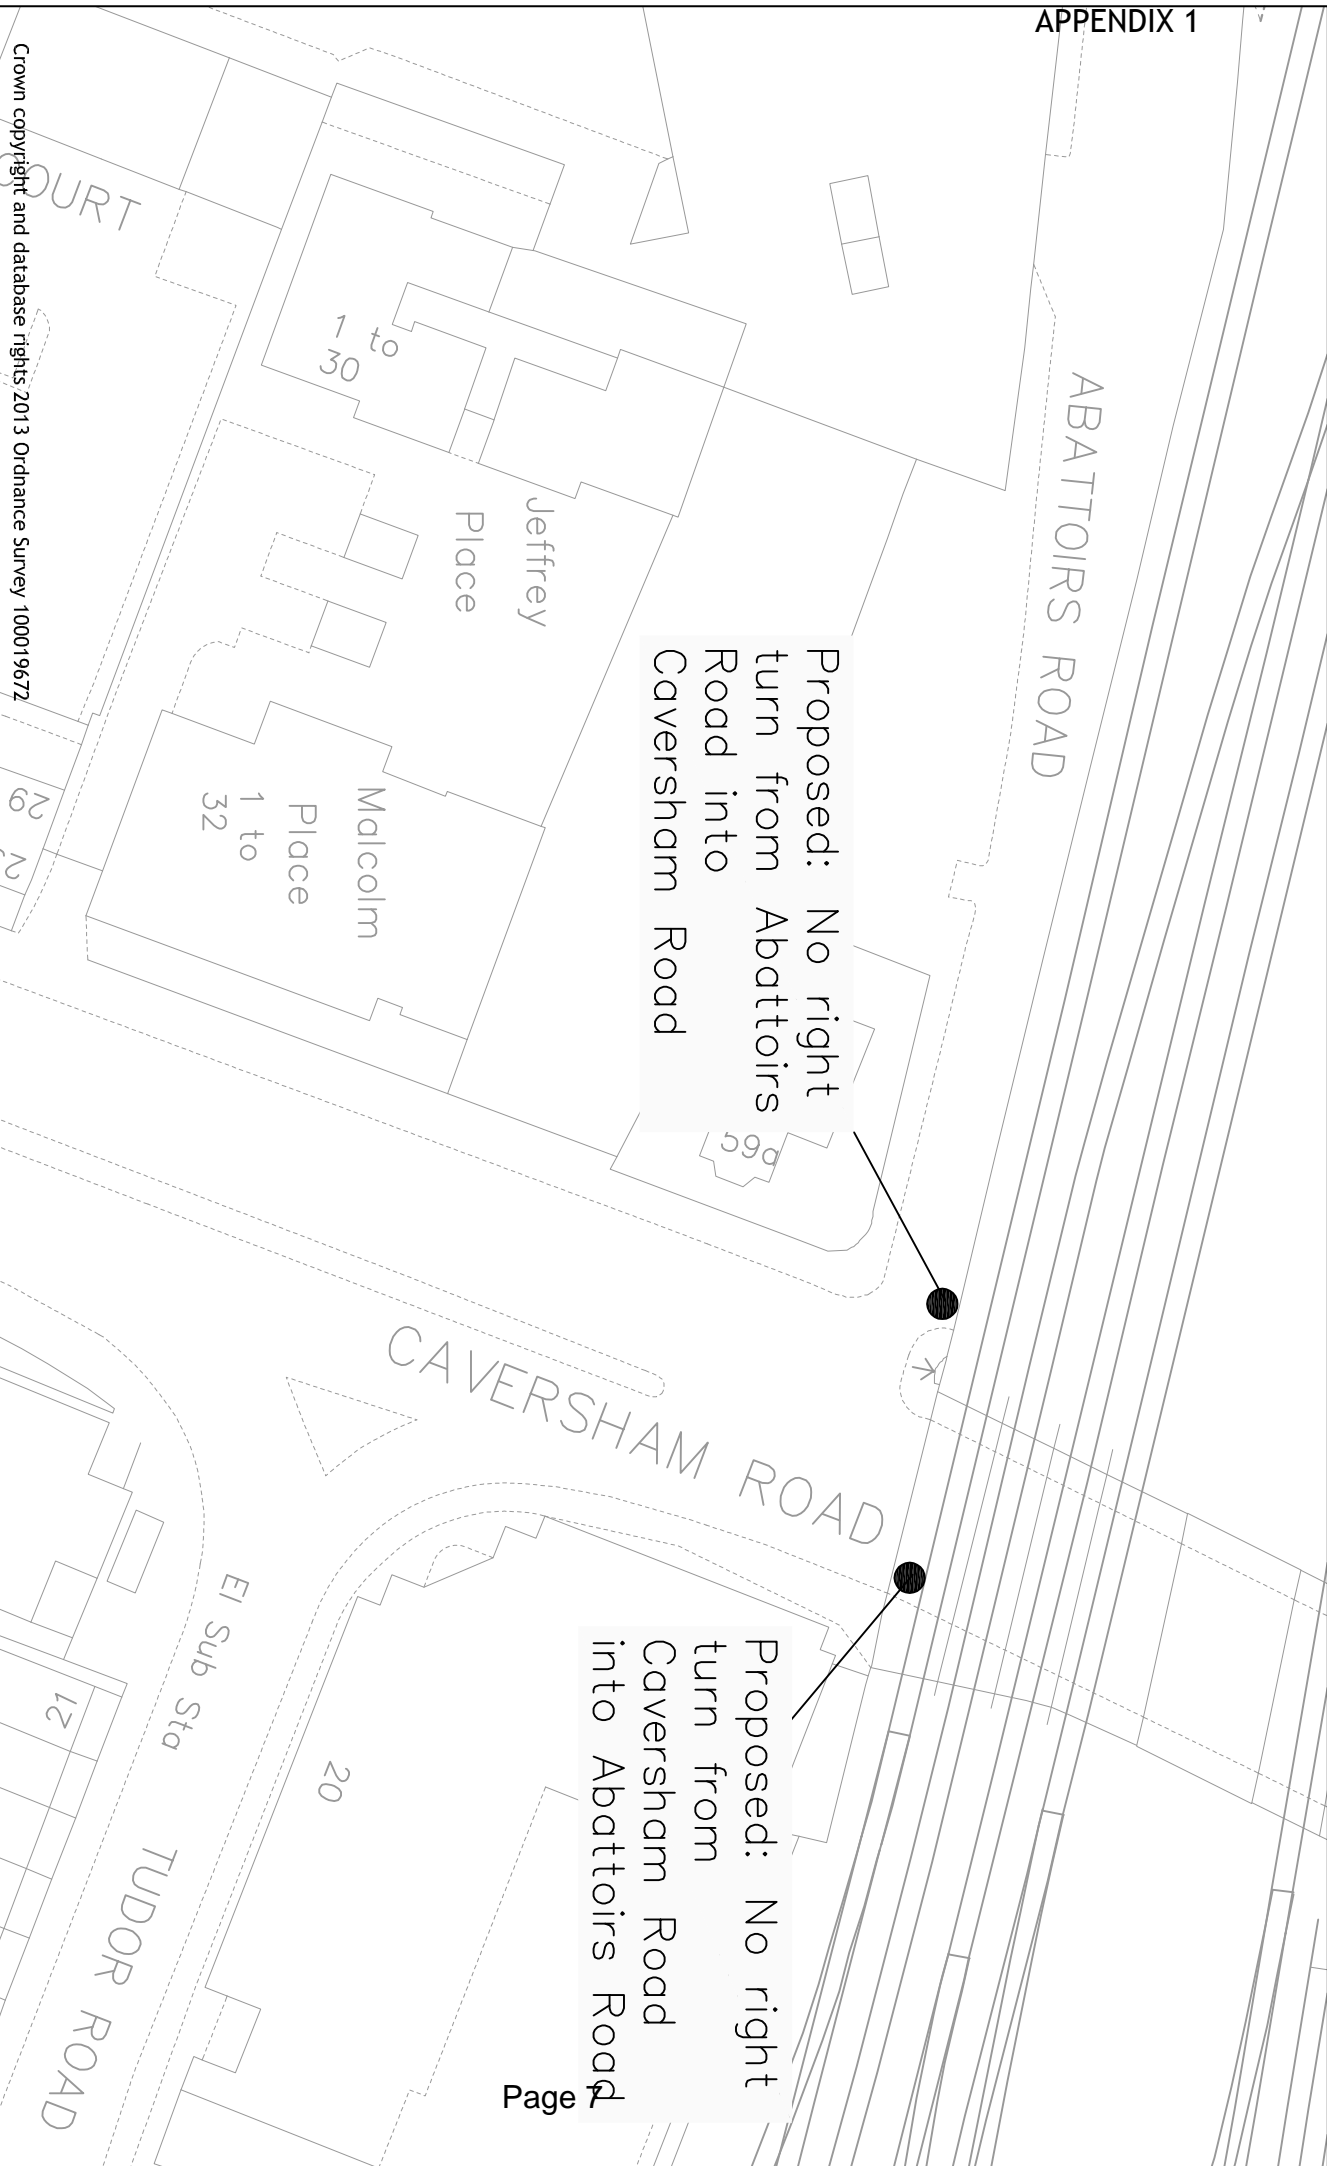 APPENDIX 1
Crown copyright and database rights 2013 Ordnance Survey 100019672
COURT
ABATTOIRS ROAD
1 to
30
Jeffrey
Place
Proposed: No right
turn from Abattoirs
Road into
Caversham Road
Malcolm
Place
1 to
32
29
59a
CAVERSHAM ROAD
Proposed: No right
turn from
Caversham Road
into Abattoirs Road
El Sub Sta
21
20
TUDOR ROAD
Page 7